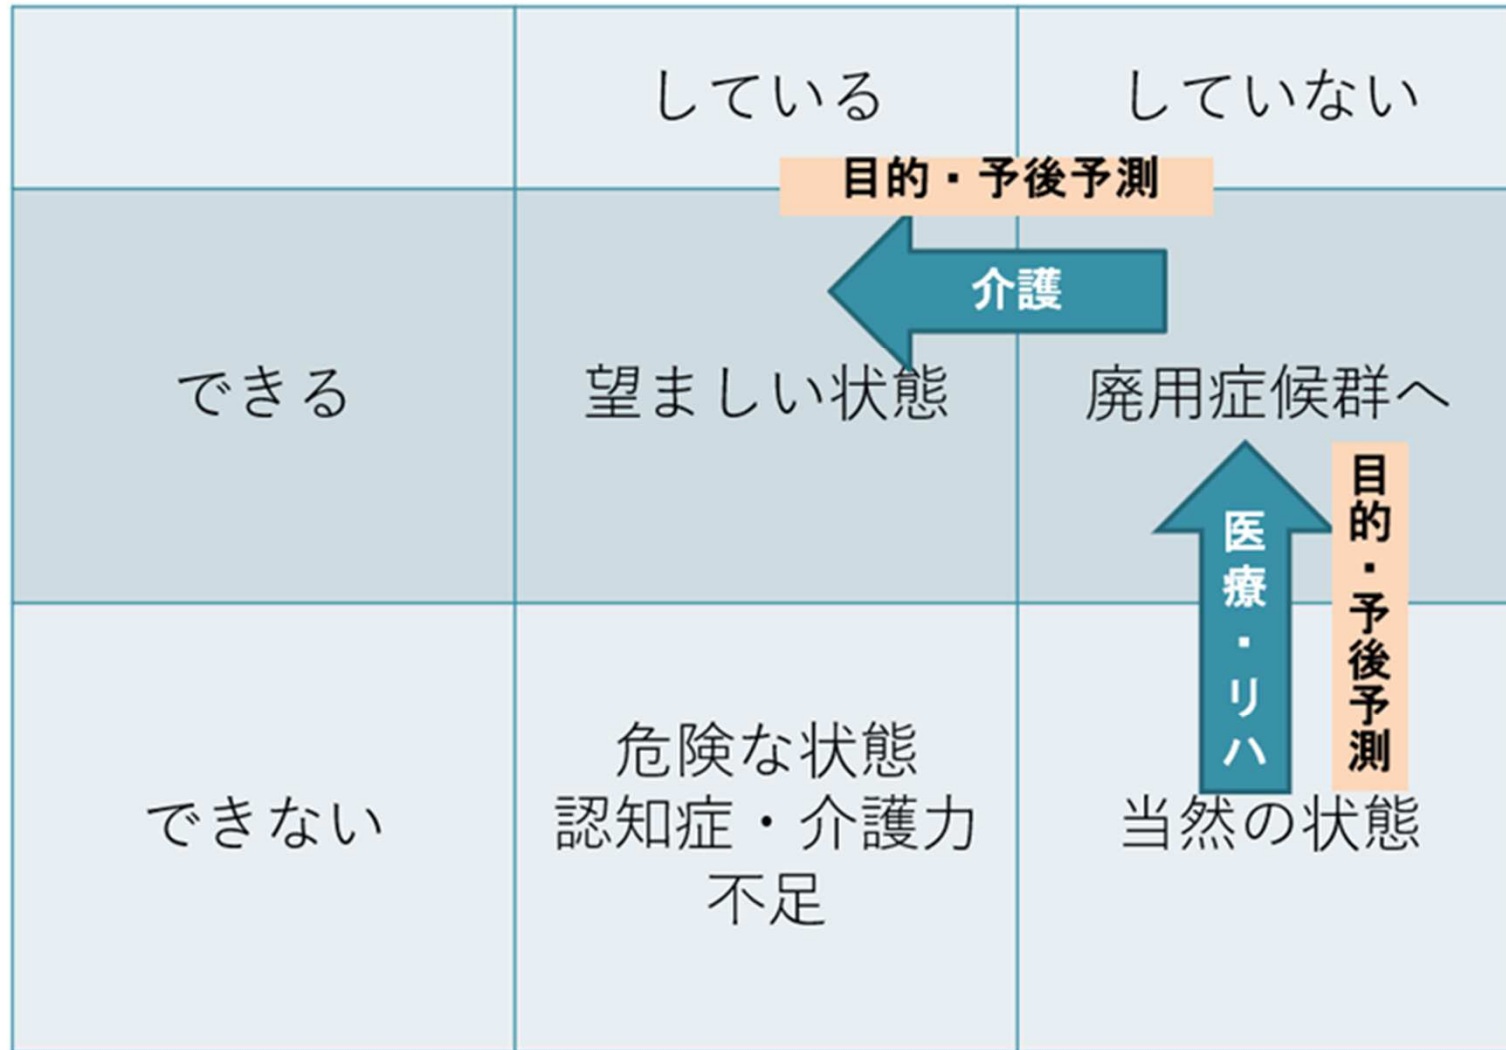 している
していない
目的・予後予測
介護
できる
望ましい状態
廃用症候群へ
目的・予後予測
医療・リハ
できない
危険な状態
認知症・介護力
不足
当然の状態